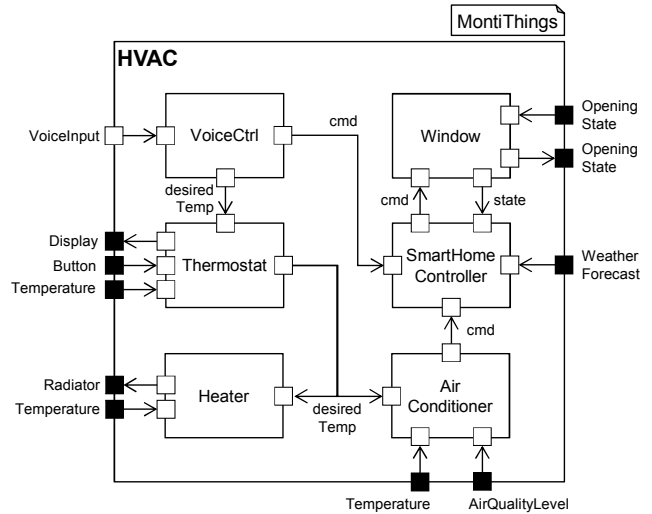 MontiThings
HVAC
VoiceInput
VoiceCtrl
cmd
Window
Opening
State
Opening
State
desired
Temp
cmd
state
Display
Button
Temperature
Thermostat
SmartHome
Controller
Weather
Forecast
cmd
Radiator
Temperature
Heater
desired
Temp
Air
Conditioner
Temperature
AirQualityLevel